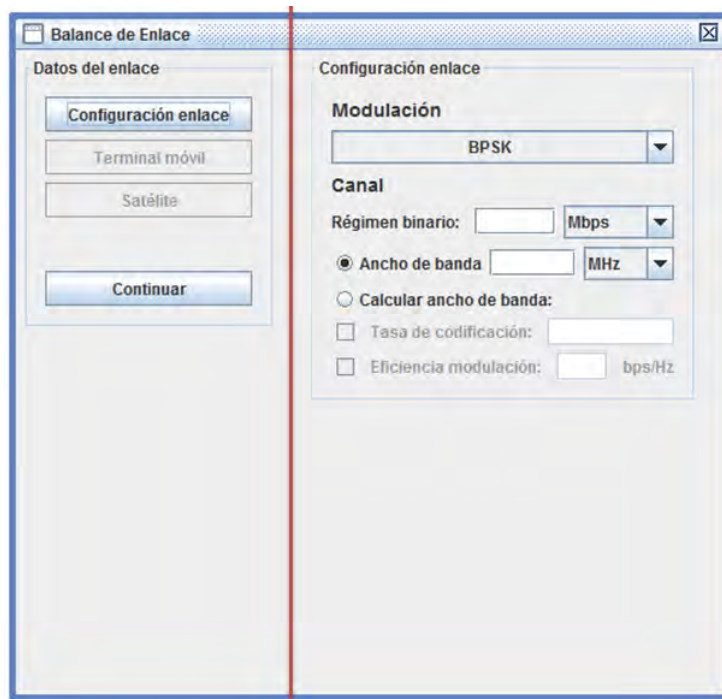 Balance de Enlace
Datos del enlace
Configuración enlace
Terminal móvil
Satélite
Continuar
Configuración enlace
Modulación
BPSK
Canal
Régimen binario: Mbps
Ancho de banda MHz
Calcular ancho de banda:
Tasa de codificación:
Eficiencia modulación: bps/Hz